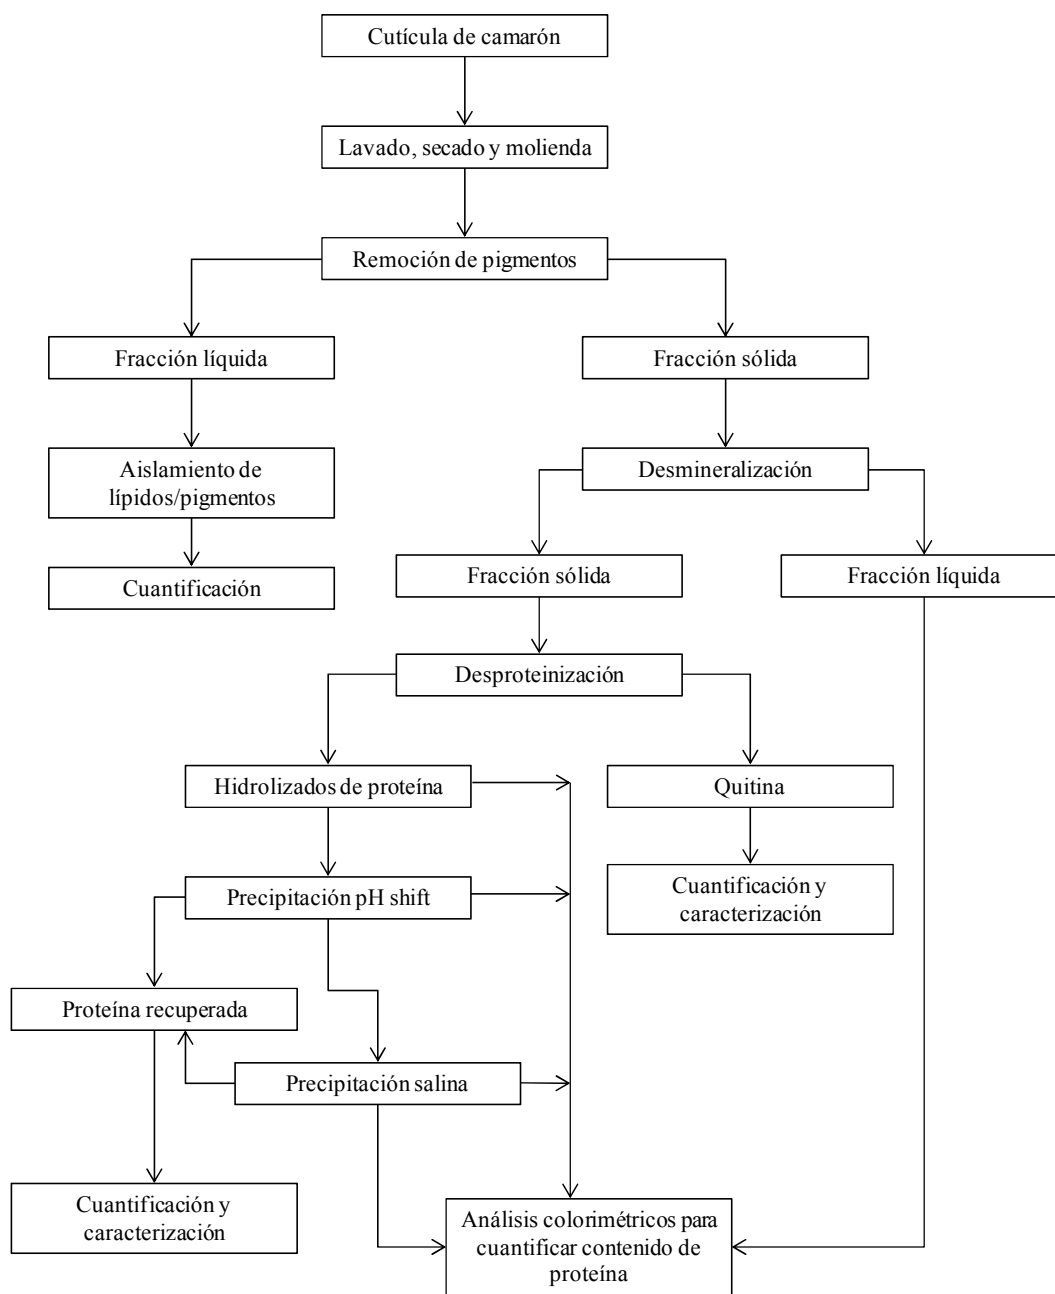 Cutícula de camarón
Lavado, secado y molienda
Remoción de pigmentos
Fracción líquida
Fracción sólida
Aislamiento de
lípidos/pigmentos
Desmineralización
Cuantificación
Fracción sólida
Fracción líquida
Desproteinización
Hidrolizados de proteína
Quitina
Precipitación pH shift
Cuantificación y
caracterización
Proteína recuperada
Precipitación salina
Cuantificación y
caracterización
Análisis colorimétricos para
cuantificar contenido de
proteína